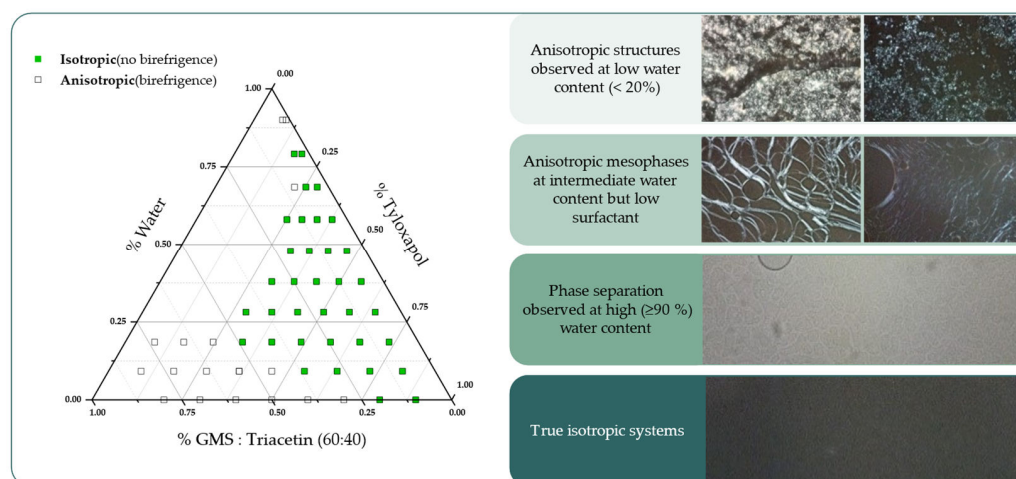 Isotropic(no birefrigence)
Anisotropic(birefrigence)
0.00
1.00
0.75
0.25
% Water
% Tyloxapol
0.50
0.50
0.25
0.75
0.00
1.00
1.00
0.75
0.50
0.25
0.00
% GMS : Triacetin (60:40)
Anisotropic structures
observed at low water
content (< 20%)
Anisotropic mesophases
at intermediate water
content but low
surfactant
Phase separation
observed at high (≥90 %)
water content
True isotropic systems